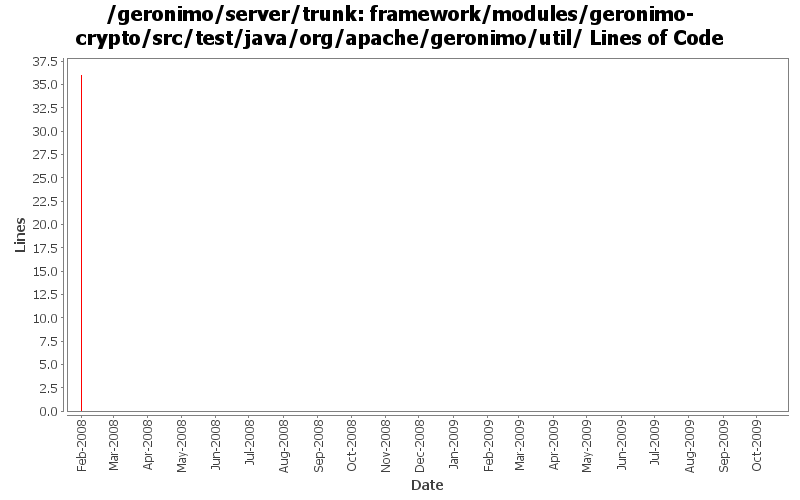 /geronimo/server/trunk: framework/modules/geronimo-
crypto/src/test/java/org/apache/geronimo/util/ Lines of Code
37.5
35.0
32.5
30.0
27.5
25.0
22.5
20.0
17.5
15.0
12.5
10.0
7.5
5.0
2.5
0.0
Lines
Feb-2008
Mar-2008
Apr-2008
May-2008
Jun-2008
Jul-2008
Aug-2008
Sep-2008
Oct-2008
Nov-2008
Dec-2008
Jan-2009
Feb-2009
Mar-2009
Apr-2009
May-2009
Jun-2009
Jul-2009
Aug-2009
Sep-2009
Oct-2009
Date